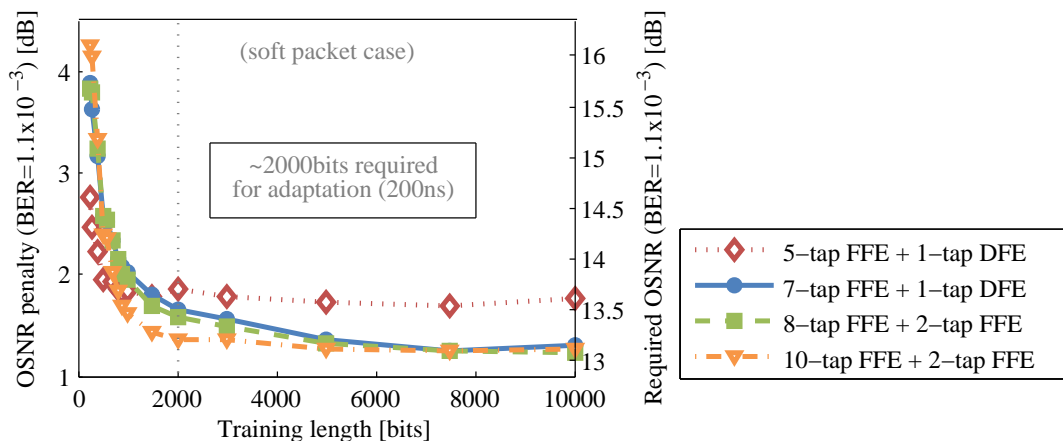 OSNR penalty (BER=1.1x10⁻³) [dB]
4
3
2
1
(soft packet case)
~2000bits required
for adaptation (200ns)
16
15.5
15
14.5
14
13.5
13
Required OSNR (BER=1.1x10⁻³) [dB]
0 2000 4000 6000 8000 10000
Training length [bits]
5−tap FFE + 1−tap DFE
7−tap FFE + 1−tap DFE
8−tap FFE + 2−tap FFE
10−tap FFE + 2−tap FFE